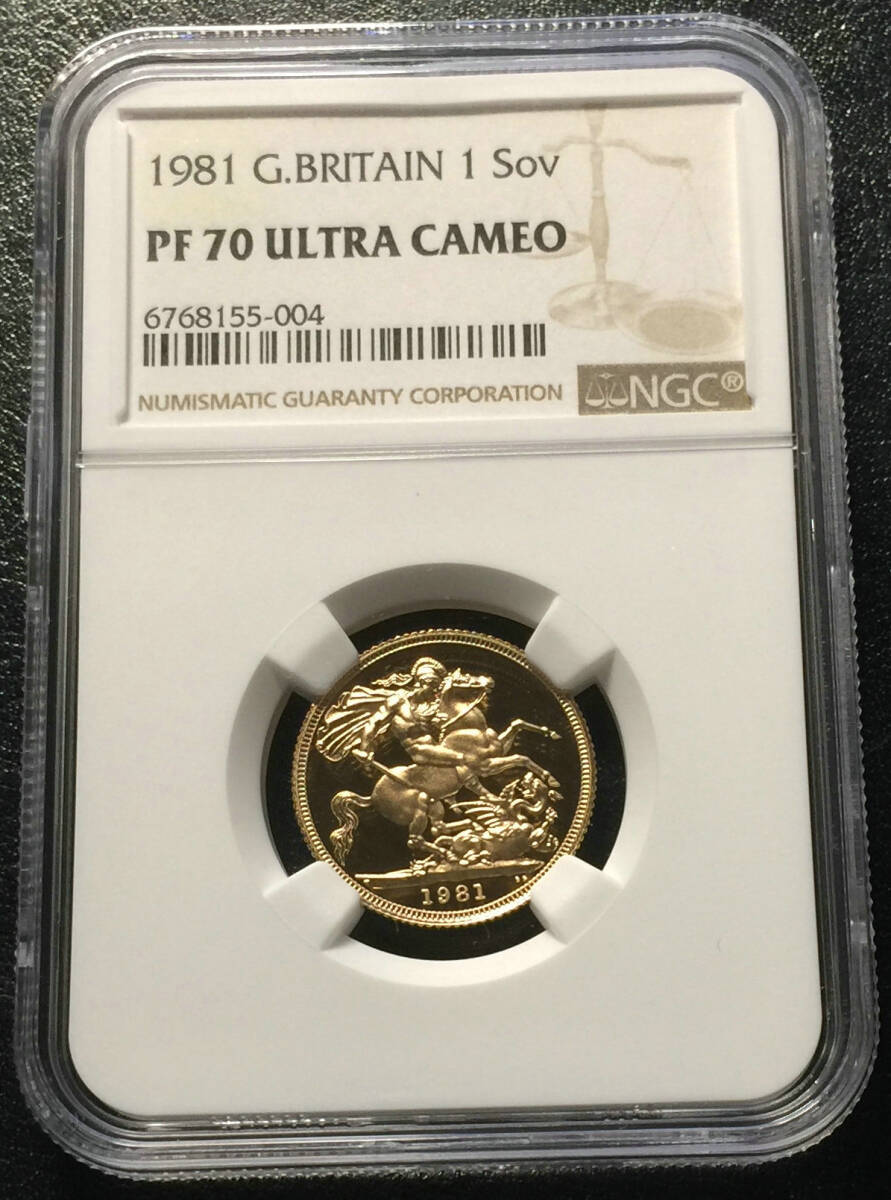 1981 G.BRITAIN 1 Sov
PF 70 ULTRA CAMEO
6768155-004
NUMISMATIC GUARANTY CORPORATION
NGC®
1981